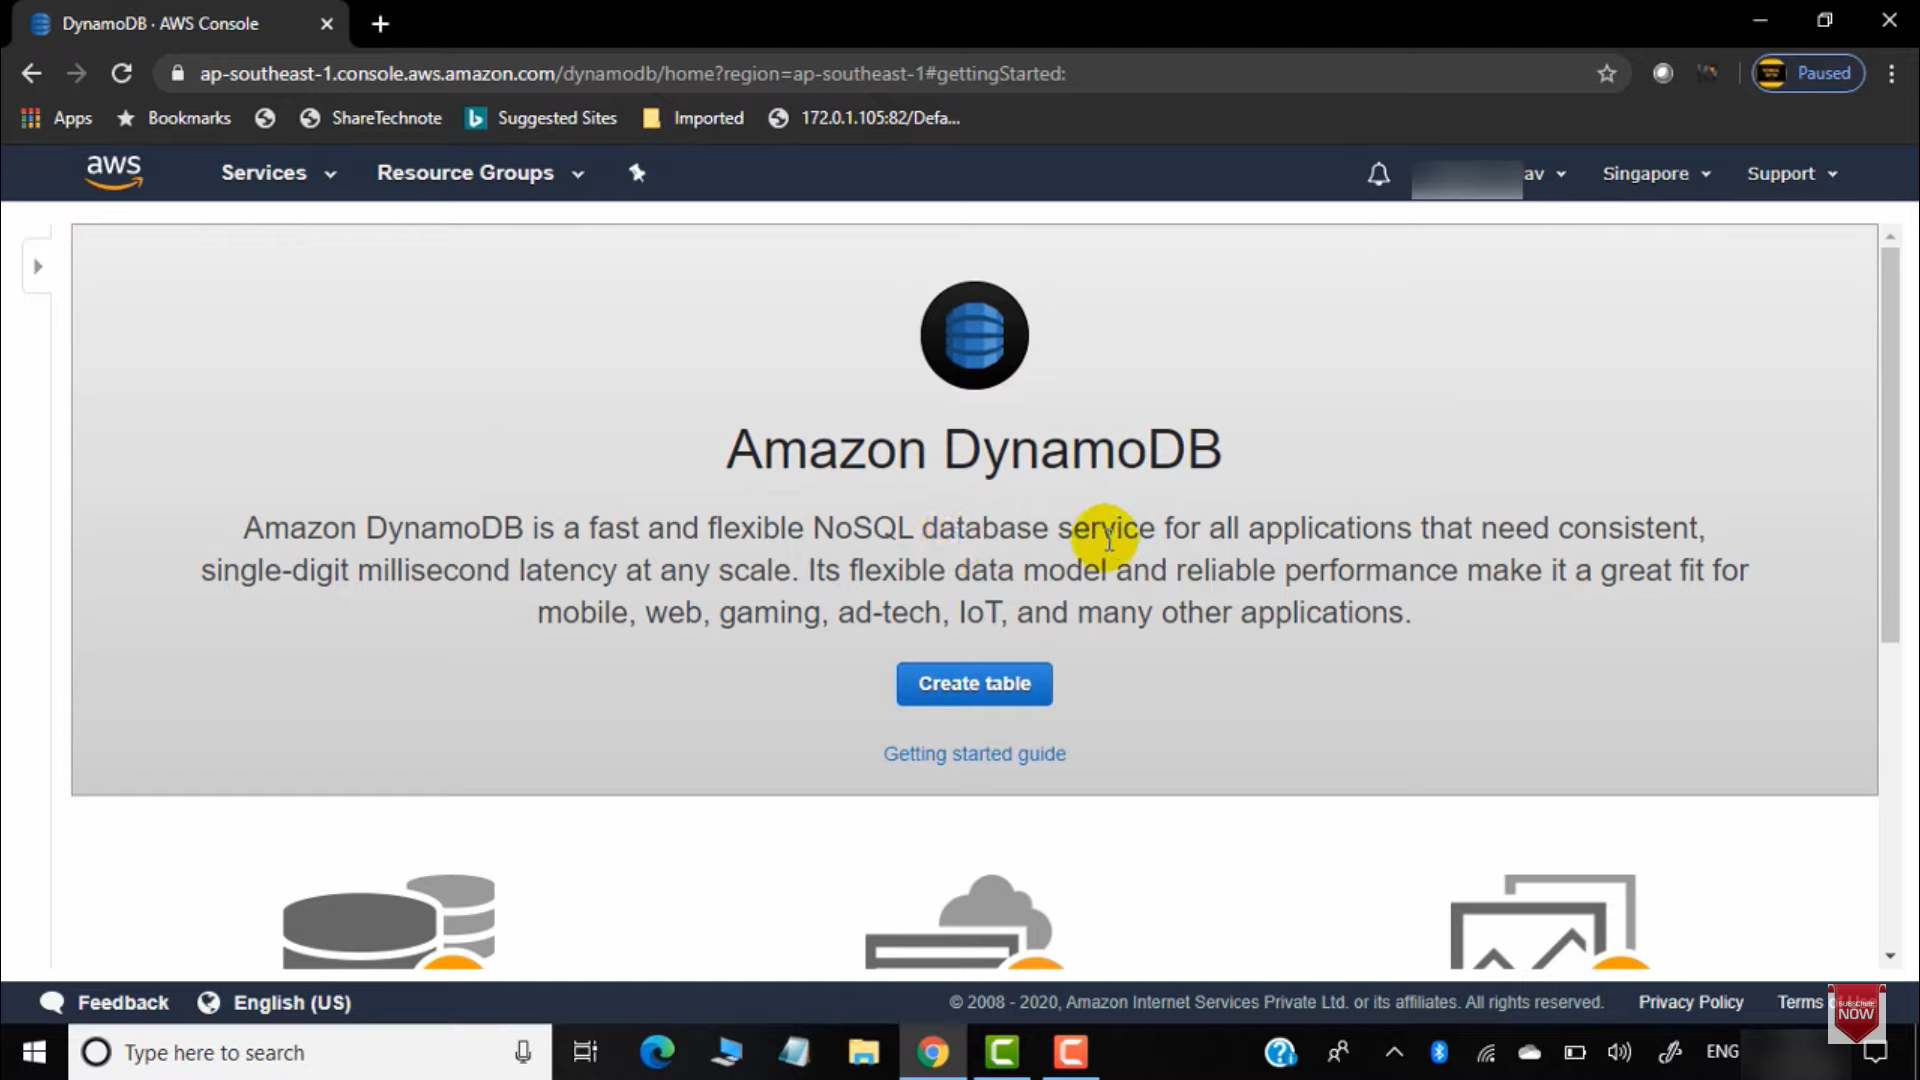 DynamoDB · AWS Console
ap-southeast-1.console.aws.amazon.com/dynamodb/home?region=ap-southeast-1#gettingStarted:
Paused
Apps
Bookmarks
ShareTechnote
Suggested Sites
Imported
172.0.1.105:82/Defa...
aws
Services
Resource Groups
av
Singapore
Support
Amazon DynamoDB
Amazon DynamoDB is a fast and flexible NoSQL database service for all applications that need consistent,
single-digit millisecond latency at any scale. Its flexible data model and reliable performance make it a great fit for
mobile, web, gaming, ad-tech, IoT, and many other applications.
Create table
Getting started guide
Feedback
English (US)
© 2008 - 2020, Amazon Internet Services Private Ltd. or its affiliates. All rights reserved.
Privacy Policy
Terms of Use
SUBSCRIBE
NOW
Type here to search
ENG